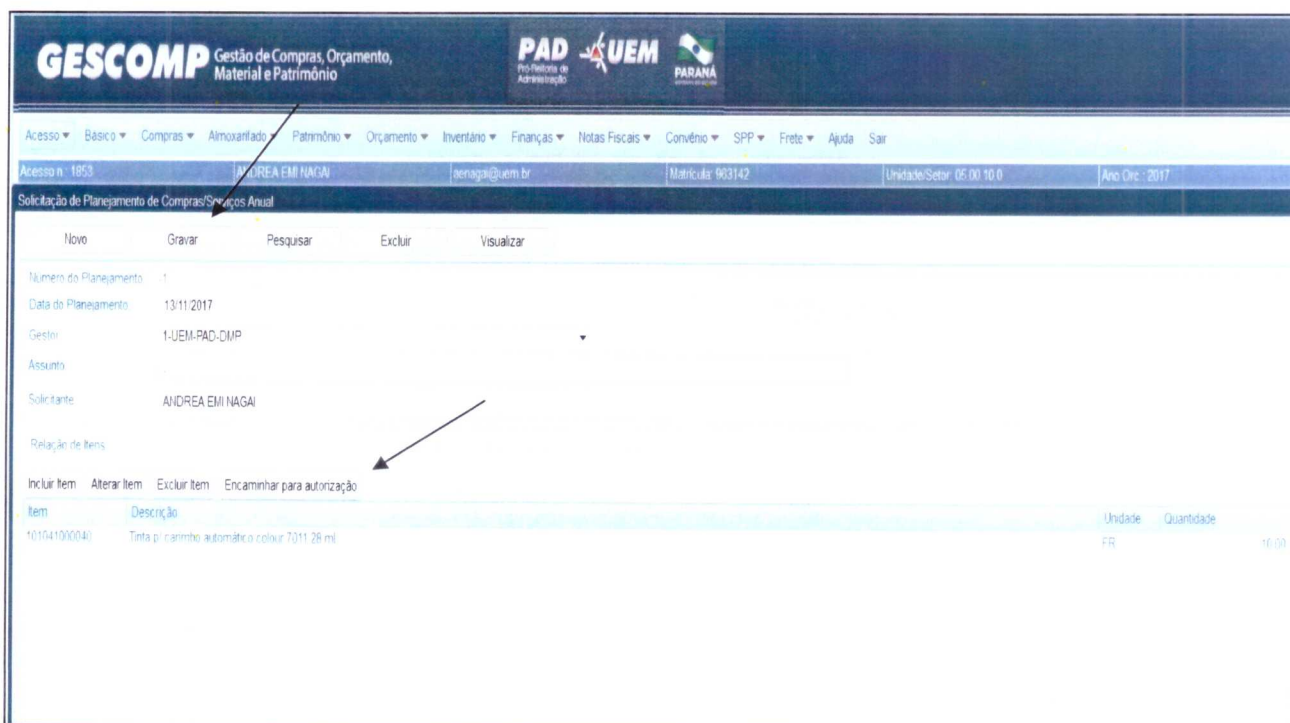 GESCOMP Gestão de Compras, Orçamento, Material e Patrimônio
PAD Pró-Reitoria de Administração UEM PARANÁ
Acesso Básico Compras Almoxarifado Patrimônio Orçamento Inventário Finanças Notas Fiscais Convênio SPP Frete Ajuda Sair
Acesso n.: 1853 ANDREA EMI NAGAI aenagai@uem.br Matrícula: 963142 Unidade/Setor: 05.00.10.0 Ano Orc.: 2017
Solicitação de Planejamento de Compras/Serviços Anual
Novo Gravar Pesquisar Excluir Visualizar
Número do Planejamento 1
Data do Planejamento 13/11/2017
Gestor 1-UEM-PAD-DMP
Assunto
Solicitante ANDREA EMI NAGAI
Relação de Itens
Incluir Item Alterar Item Excluir Item Encaminhar para autorização
Item Descrição Unidade Quantidade
101041000040 Tinta p/ carimbo automático colour 7011 28 ml FR 10.00